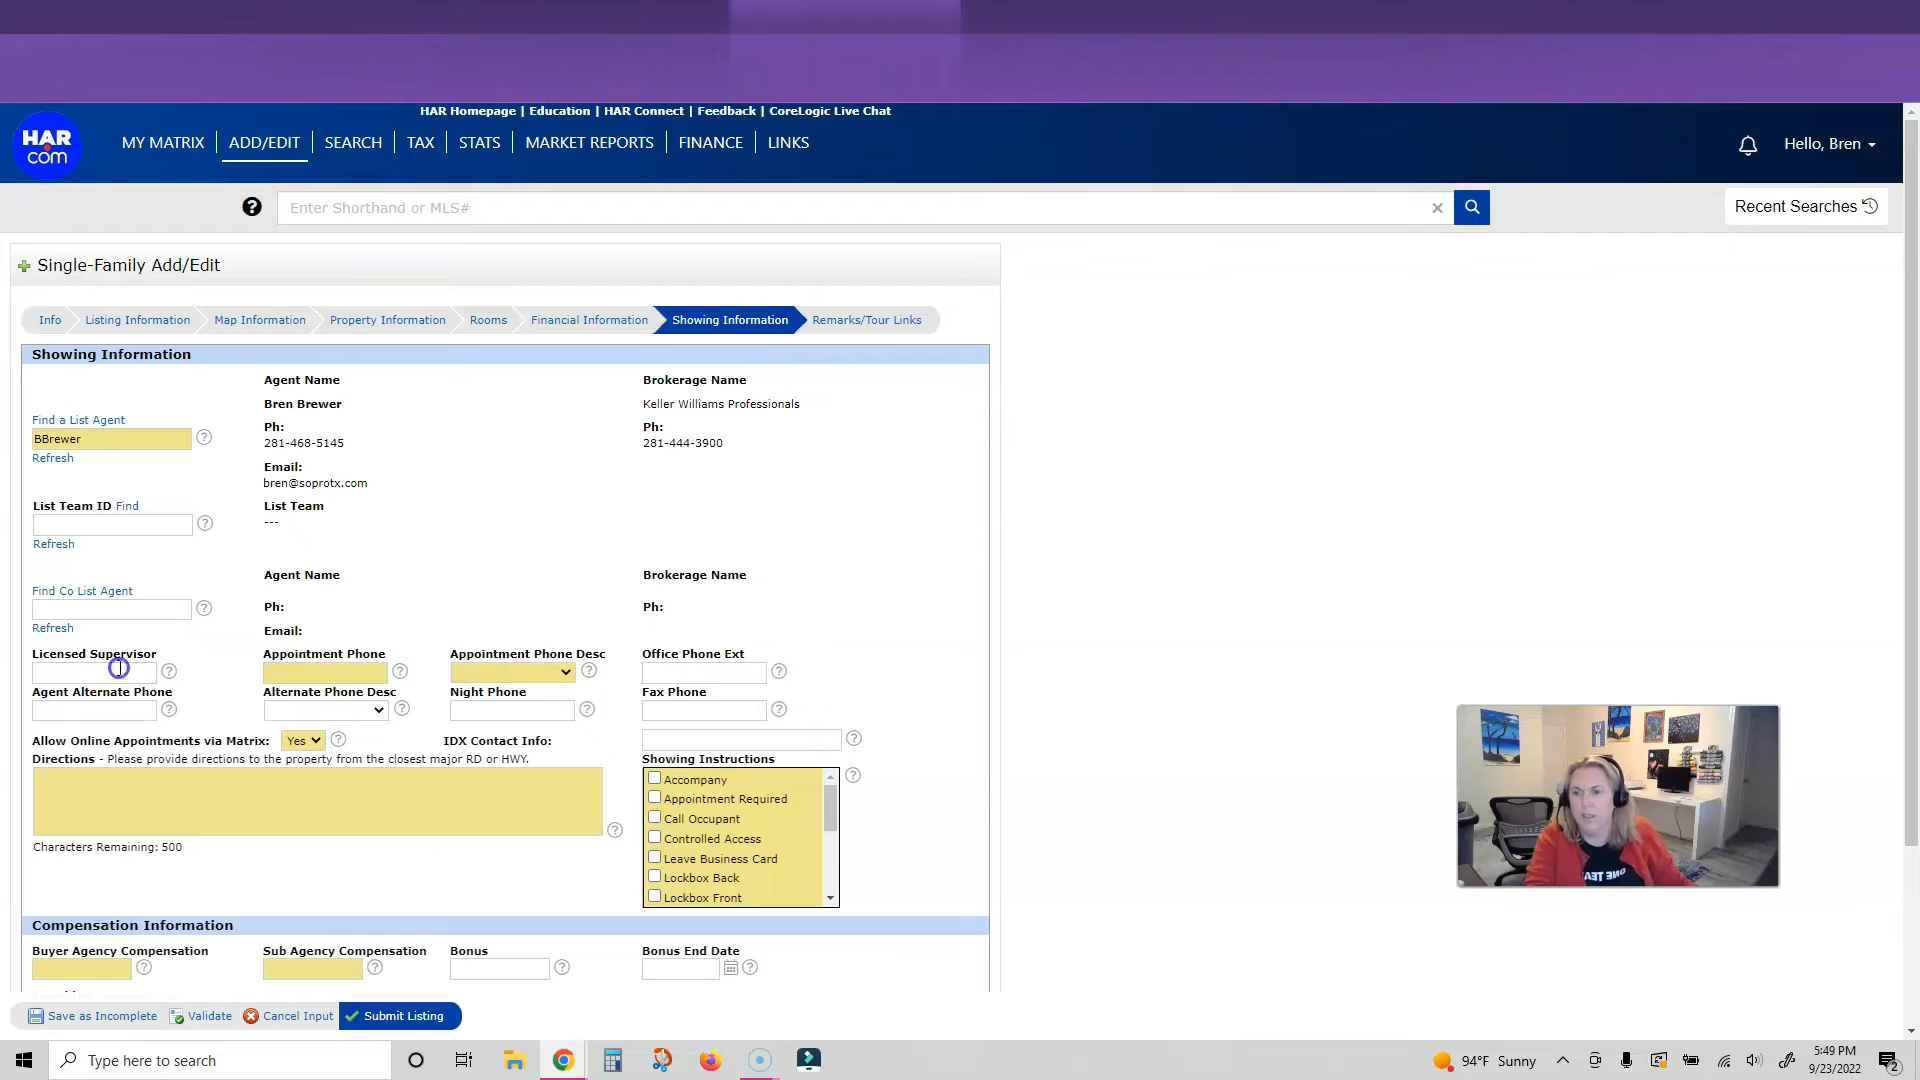 HAR Homepage | Education | HAR Connect | Feedback | CoreLogic Live Chat
HAR
com
MY MATRIX
ADD/EDIT
SEARCH
TAX
STATS
MARKET REPORTS
FINANCE
LINKS
Hello, Bren
Enter Shorthand or MLS#
Recent Searches
Single-Family Add/Edit
Info
Listing Information
Map Information
Property Information
Rooms
Financial Information
Showing Information
Remarks/Tour Links
Showing Information
Agent Name
Brokerage Name
Bren Brewer
Keller Williams Professionals
Find a List Agent
BBrewer
Refresh
Ph:
281-468-5145
Ph:
281-444-3900
Email:
bren@soprotx.com
List Team ID Find
List Team
---
Refresh
Agent Name
Brokerage Name
Find Co List Agent
Ph:
Ph:
Refresh
Email:
Licensed Supervisor
Appointment Phone
Appointment Phone Desc
Office Phone Ext
Agent Alternate Phone
Alternate Phone Desc
Night Phone
Fax Phone
Allow Online Appointments via Matrix:
Yes
IDX Contact Info:
Directions - Please provide directions to the property from the closest major RD or HWY.
Characters Remaining: 500
Showing Instructions
Accompany
Appointment Required
Call Occupant
Controlled Access
Leave Business Card
Lockbox Back
Lockbox Front
Compensation Information
Buyer Agency Compensation
Sub Agency Compensation
Bonus
Bonus End Date
Save as Incomplete
Validate
Cancel Input
Submit Listing
Type here to search
94°F Sunny
5:49 PM
9/23/2022
2